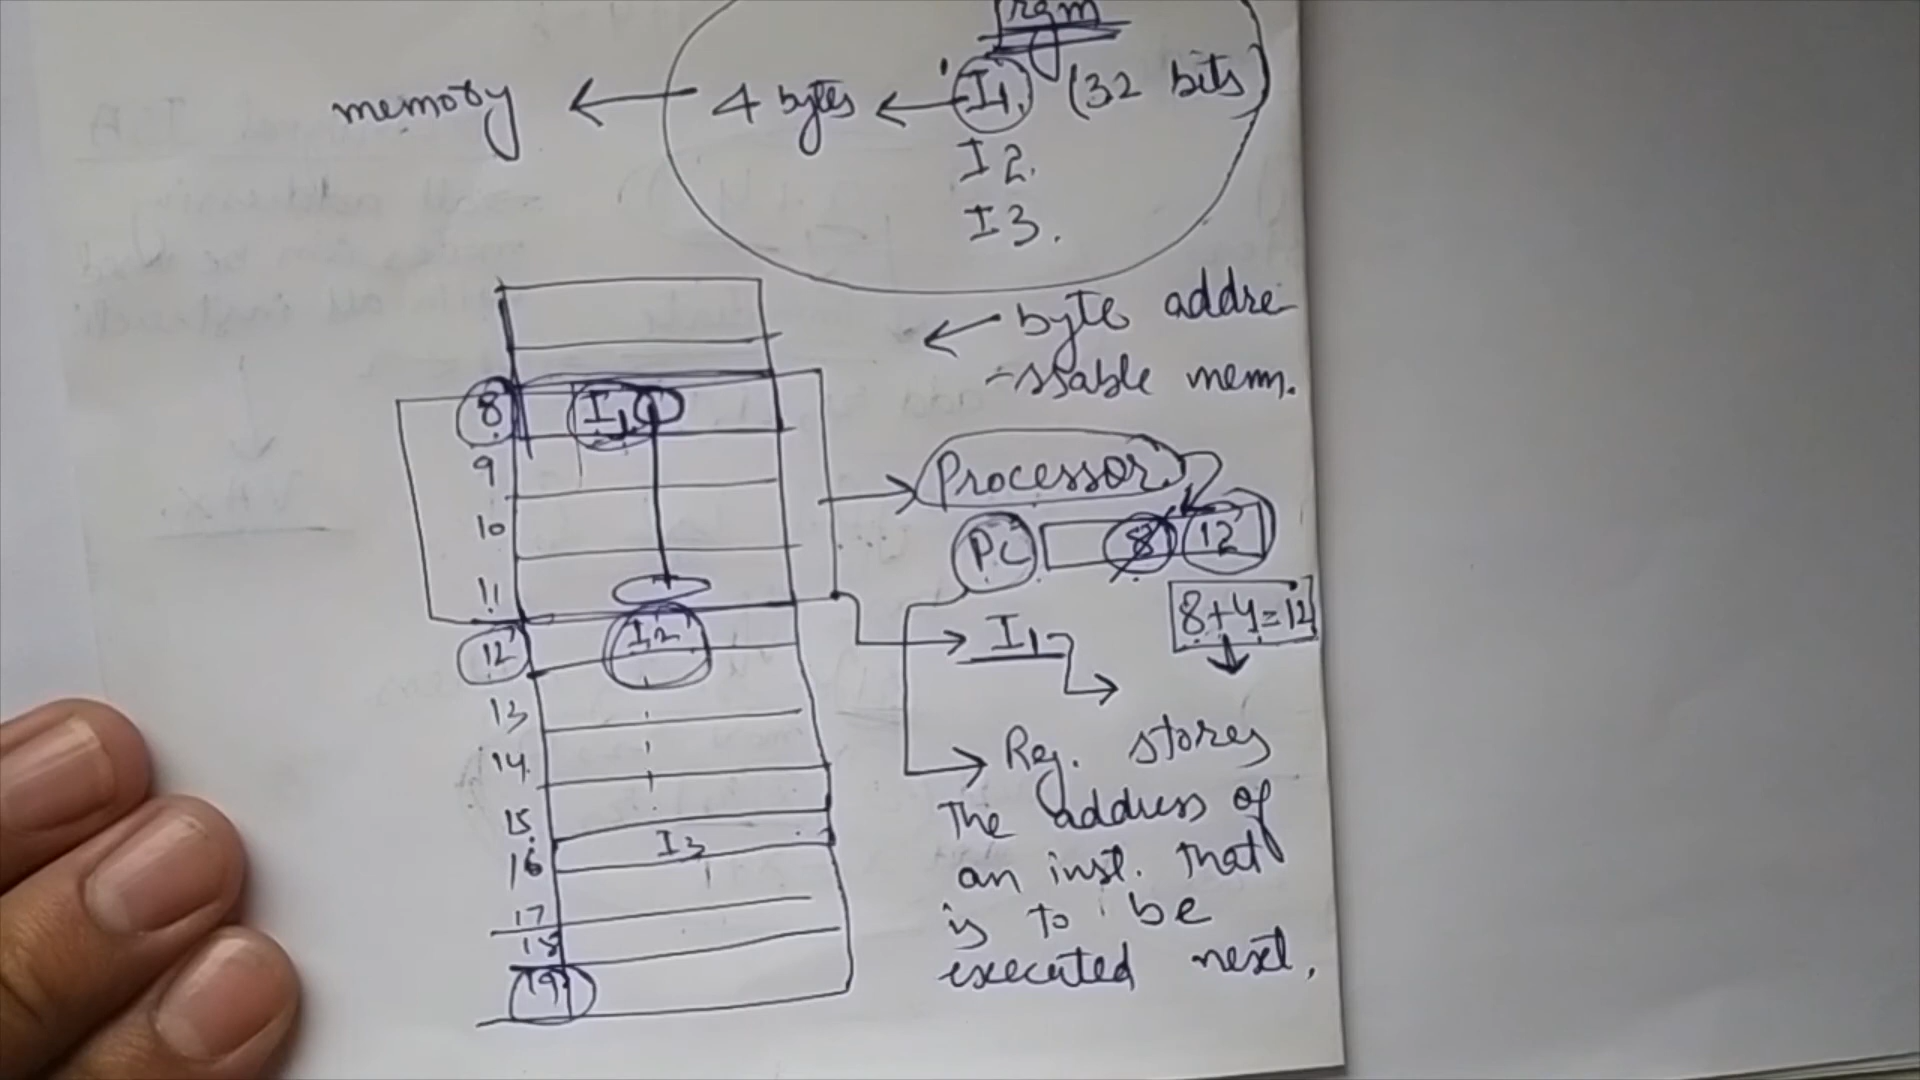 Prgm
memory ← 4 bytes ← I1. (32 bits)
I2.
I3.
← byte addre
-ssable mem.
8 I1
9
10
11
12 I2
13
14
15
16 I3
17
18
19
Processor
PC 8 12
8+4=12
I1
Reg. stores
the address of
an inst. that
is to be
executed next.